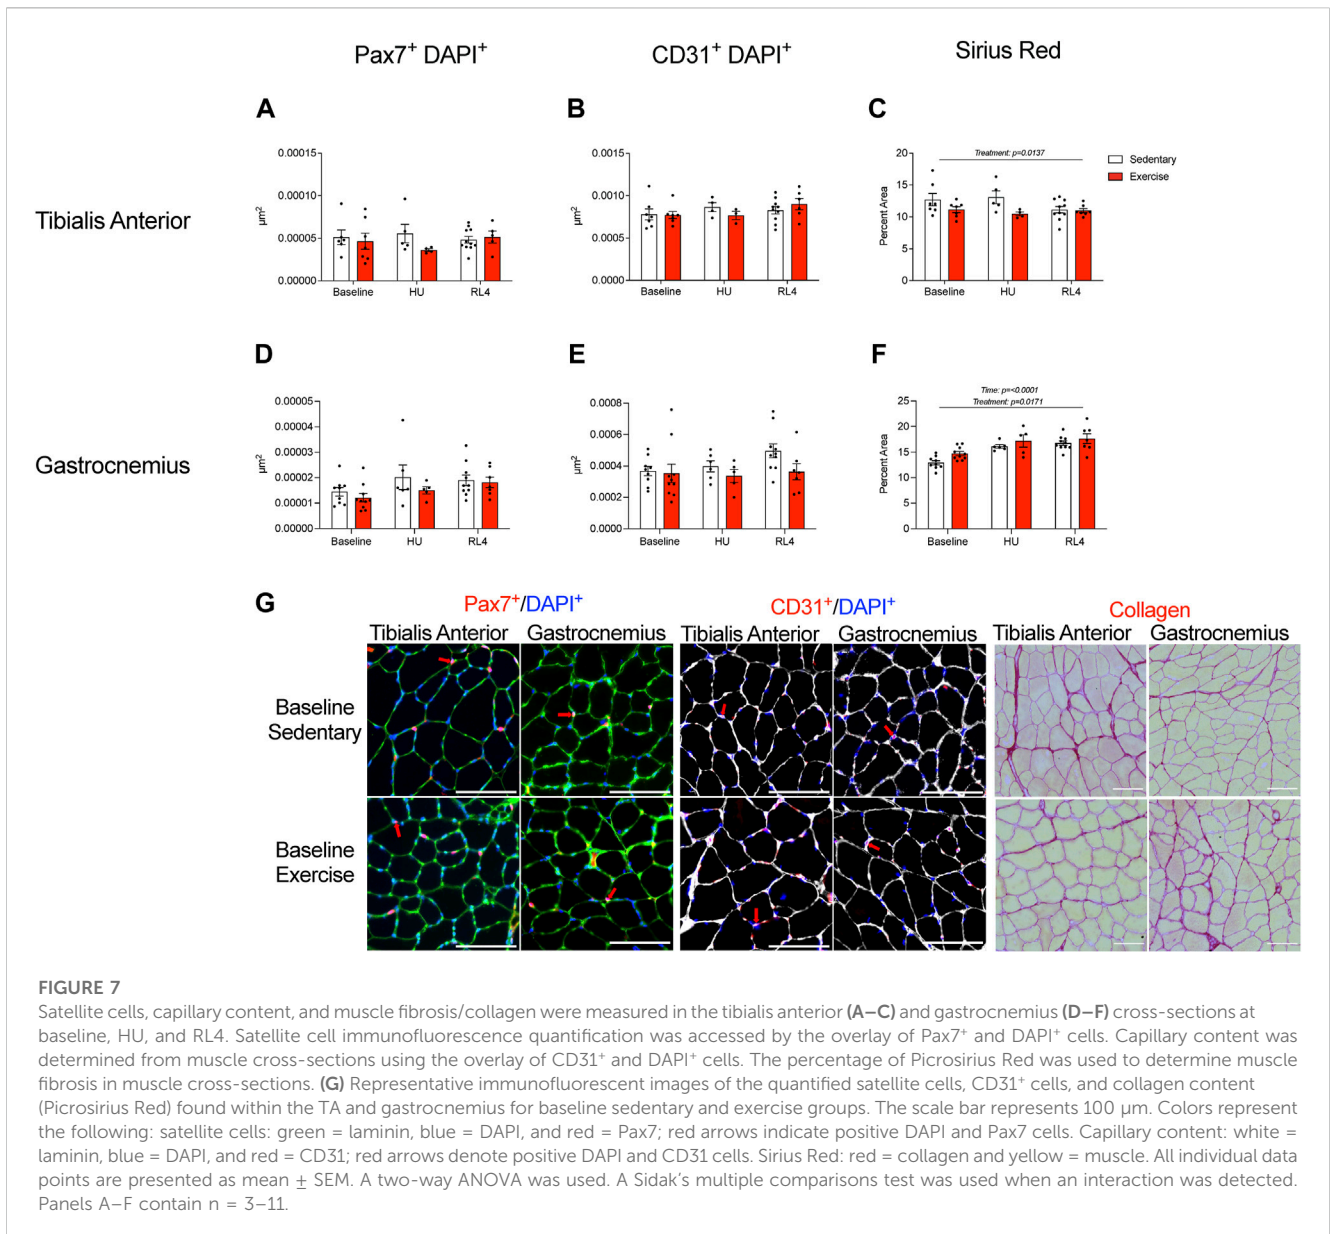 Pax7⁺ DAPI⁺
CD31⁺ DAPI⁺
Sirius Red
Tibialis Anterior
A
0.00015
0.00010
0.00005
0.00000
μm²
Baseline
HU
RL4
B
0.0015
0.0010
0.0005
0.0000
μm²
Baseline
HU
RL4
C
20
15
10
5
0
Percent Area
Treatment: p=0.0137
Baseline
HU
RL4
Sedentary
Exercise
Gastrocnemius
D
0.00005
0.00004
0.00003
0.00002
0.00001
0.00000
μm²
Baseline
HU
RL4
E
0.0008
0.0006
0.0004
0.0002
0.0000
μm²
Baseline
HU
RL4
F
25
20
15
10
5
0
Percent Area
Time: p=<0.0001
Treatment: p=0.0171
Baseline
HU
RL4
G
Pax7⁺/DAPI⁺
CD31⁺/DAPI⁺
Collagen
Tibialis Anterior
Gastrocnemius
Tibialis Anterior
Gastrocnemius
Tibialis Anterior
Gastrocnemius
Baseline
Sedentary
Baseline
Exercise
FIGURE 7
Satellite cells, capillary content, and muscle fibrosis/collagen were measured in the tibialis anterior (A–C) and gastrocnemius (D–F) cross-sections at
baseline, HU, and RL4. Satellite cell immunofluorescence quantification was accessed by the overlay of Pax7⁺ and DAPI⁺ cells. Capillary content was
determined from muscle cross-sections using the overlay of CD31⁺ and DAPI⁺ cells. The percentage of Picrosirius Red was used to determine muscle
fibrosis in muscle cross-sections. (G) Representative immunofluorescent images of the quantified satellite cells, CD31⁺ cells, and collagen content
(Picrosirius Red) found within the TA and gastrocnemius for baseline sedentary and exercise groups. The scale bar represents 100 μm. Colors represent
the following: satellite cells: green = laminin, blue = DAPI, and red = Pax7; red arrows indicate positive DAPI and Pax7 cells. Capillary content: white =
laminin, blue = DAPI, and red = CD31; red arrows denote positive DAPI and CD31 cells. Sirius Red: red = collagen and yellow = muscle. All individual data
points are presented as mean ± SEM. A two-way ANOVA was used. A Sidak's multiple comparisons test was used when an interaction was detected.
Panels A–F contain n = 3–11.